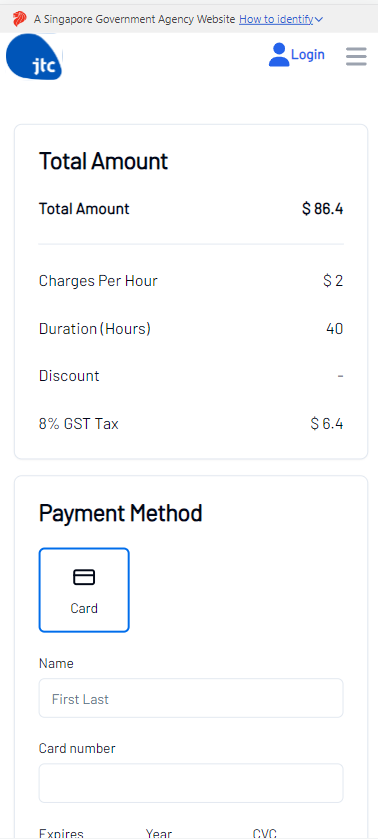 A Singapore Government Agency Website How to identify
jtc
Login
Total Amount
Total Amount $ 86.4
Charges Per Hour $ 2
Duration (Hours) 40
Discount -
8% GST Tax $ 6.4
Payment Method
Card
Name
First Last
Card number
Expires Year CVC